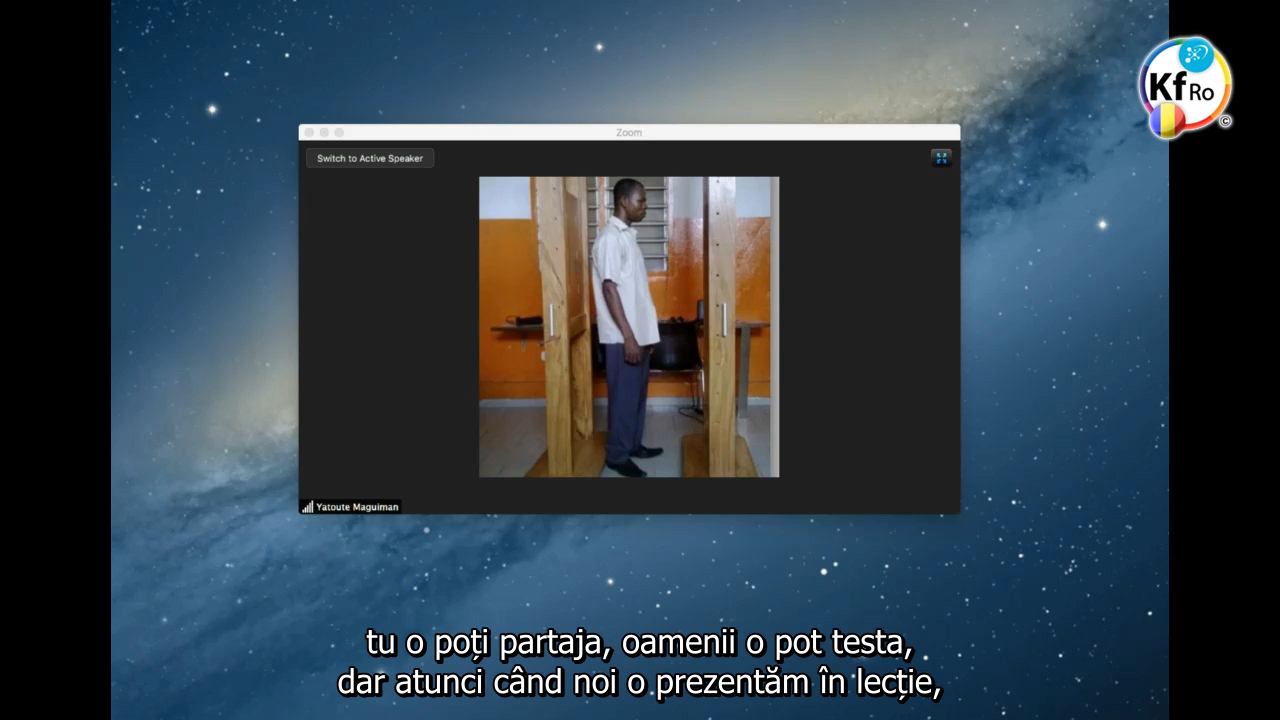 Kf Ro
©
Zoom
Switch to Active Speaker
Yatoute Maguiman
tu o poți partaja, oamenii o pot testa,
dar atunci când noi o prezentăm în lecție,